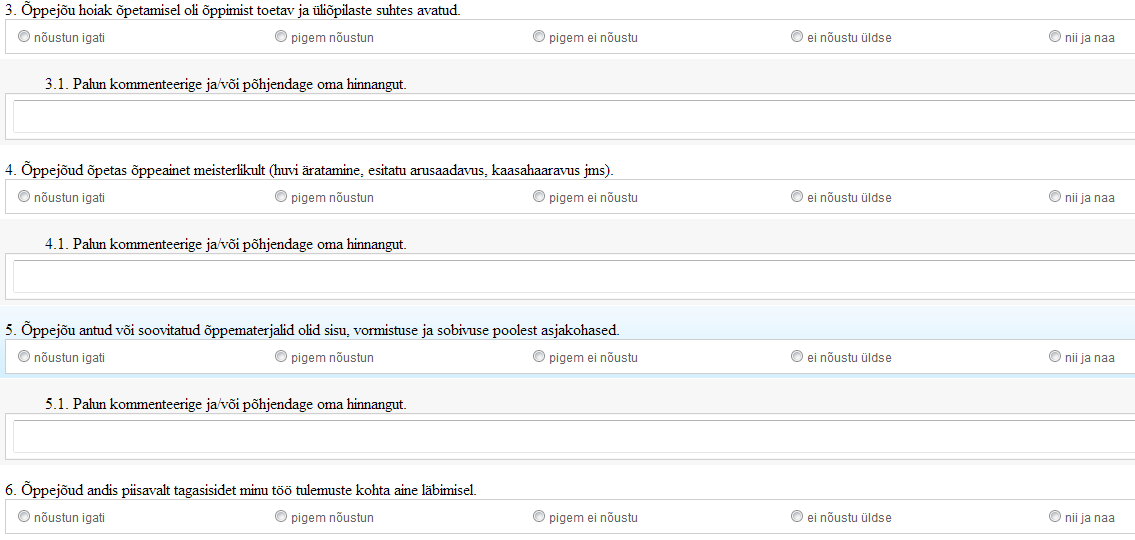 3. Õppejõu hoiak õpetamisel oli õppimist toetav ja üliõpilaste suhtes avatud.
nõustun igati pigem nõustun pigem ei nõustu ei nõustu üldse nii ja naa
3.1. Palun kommenteerige ja/või põhjendage oma hinnangut.
4. Õppejõud õpetas õppeainet meisterlikult (huvi äratamine, esitatu arusaadavus, kaasahaaravus jms).
nõustun igati pigem nõustun pigem ei nõustu ei nõustu üldse nii ja naa
4.1. Palun kommenteerige ja/või põhjendage oma hinnangut.
5. Õppejõu antud või soovitatud õppematerjalid olid sisu, vormistuse ja sobivuse poolest asjakohased.
nõustun igati pigem nõustun pigem ei nõustu ei nõustu üldse nii ja naa
5.1. Palun kommenteerige ja/või põhjendage oma hinnangut.
6. Õppejõud andis piisavalt tagasisidet minu töö tulemuste kohta aine läbimisel.
nõustun igati pigem nõustun pigem ei nõustu ei nõustu üldse nii ja naa